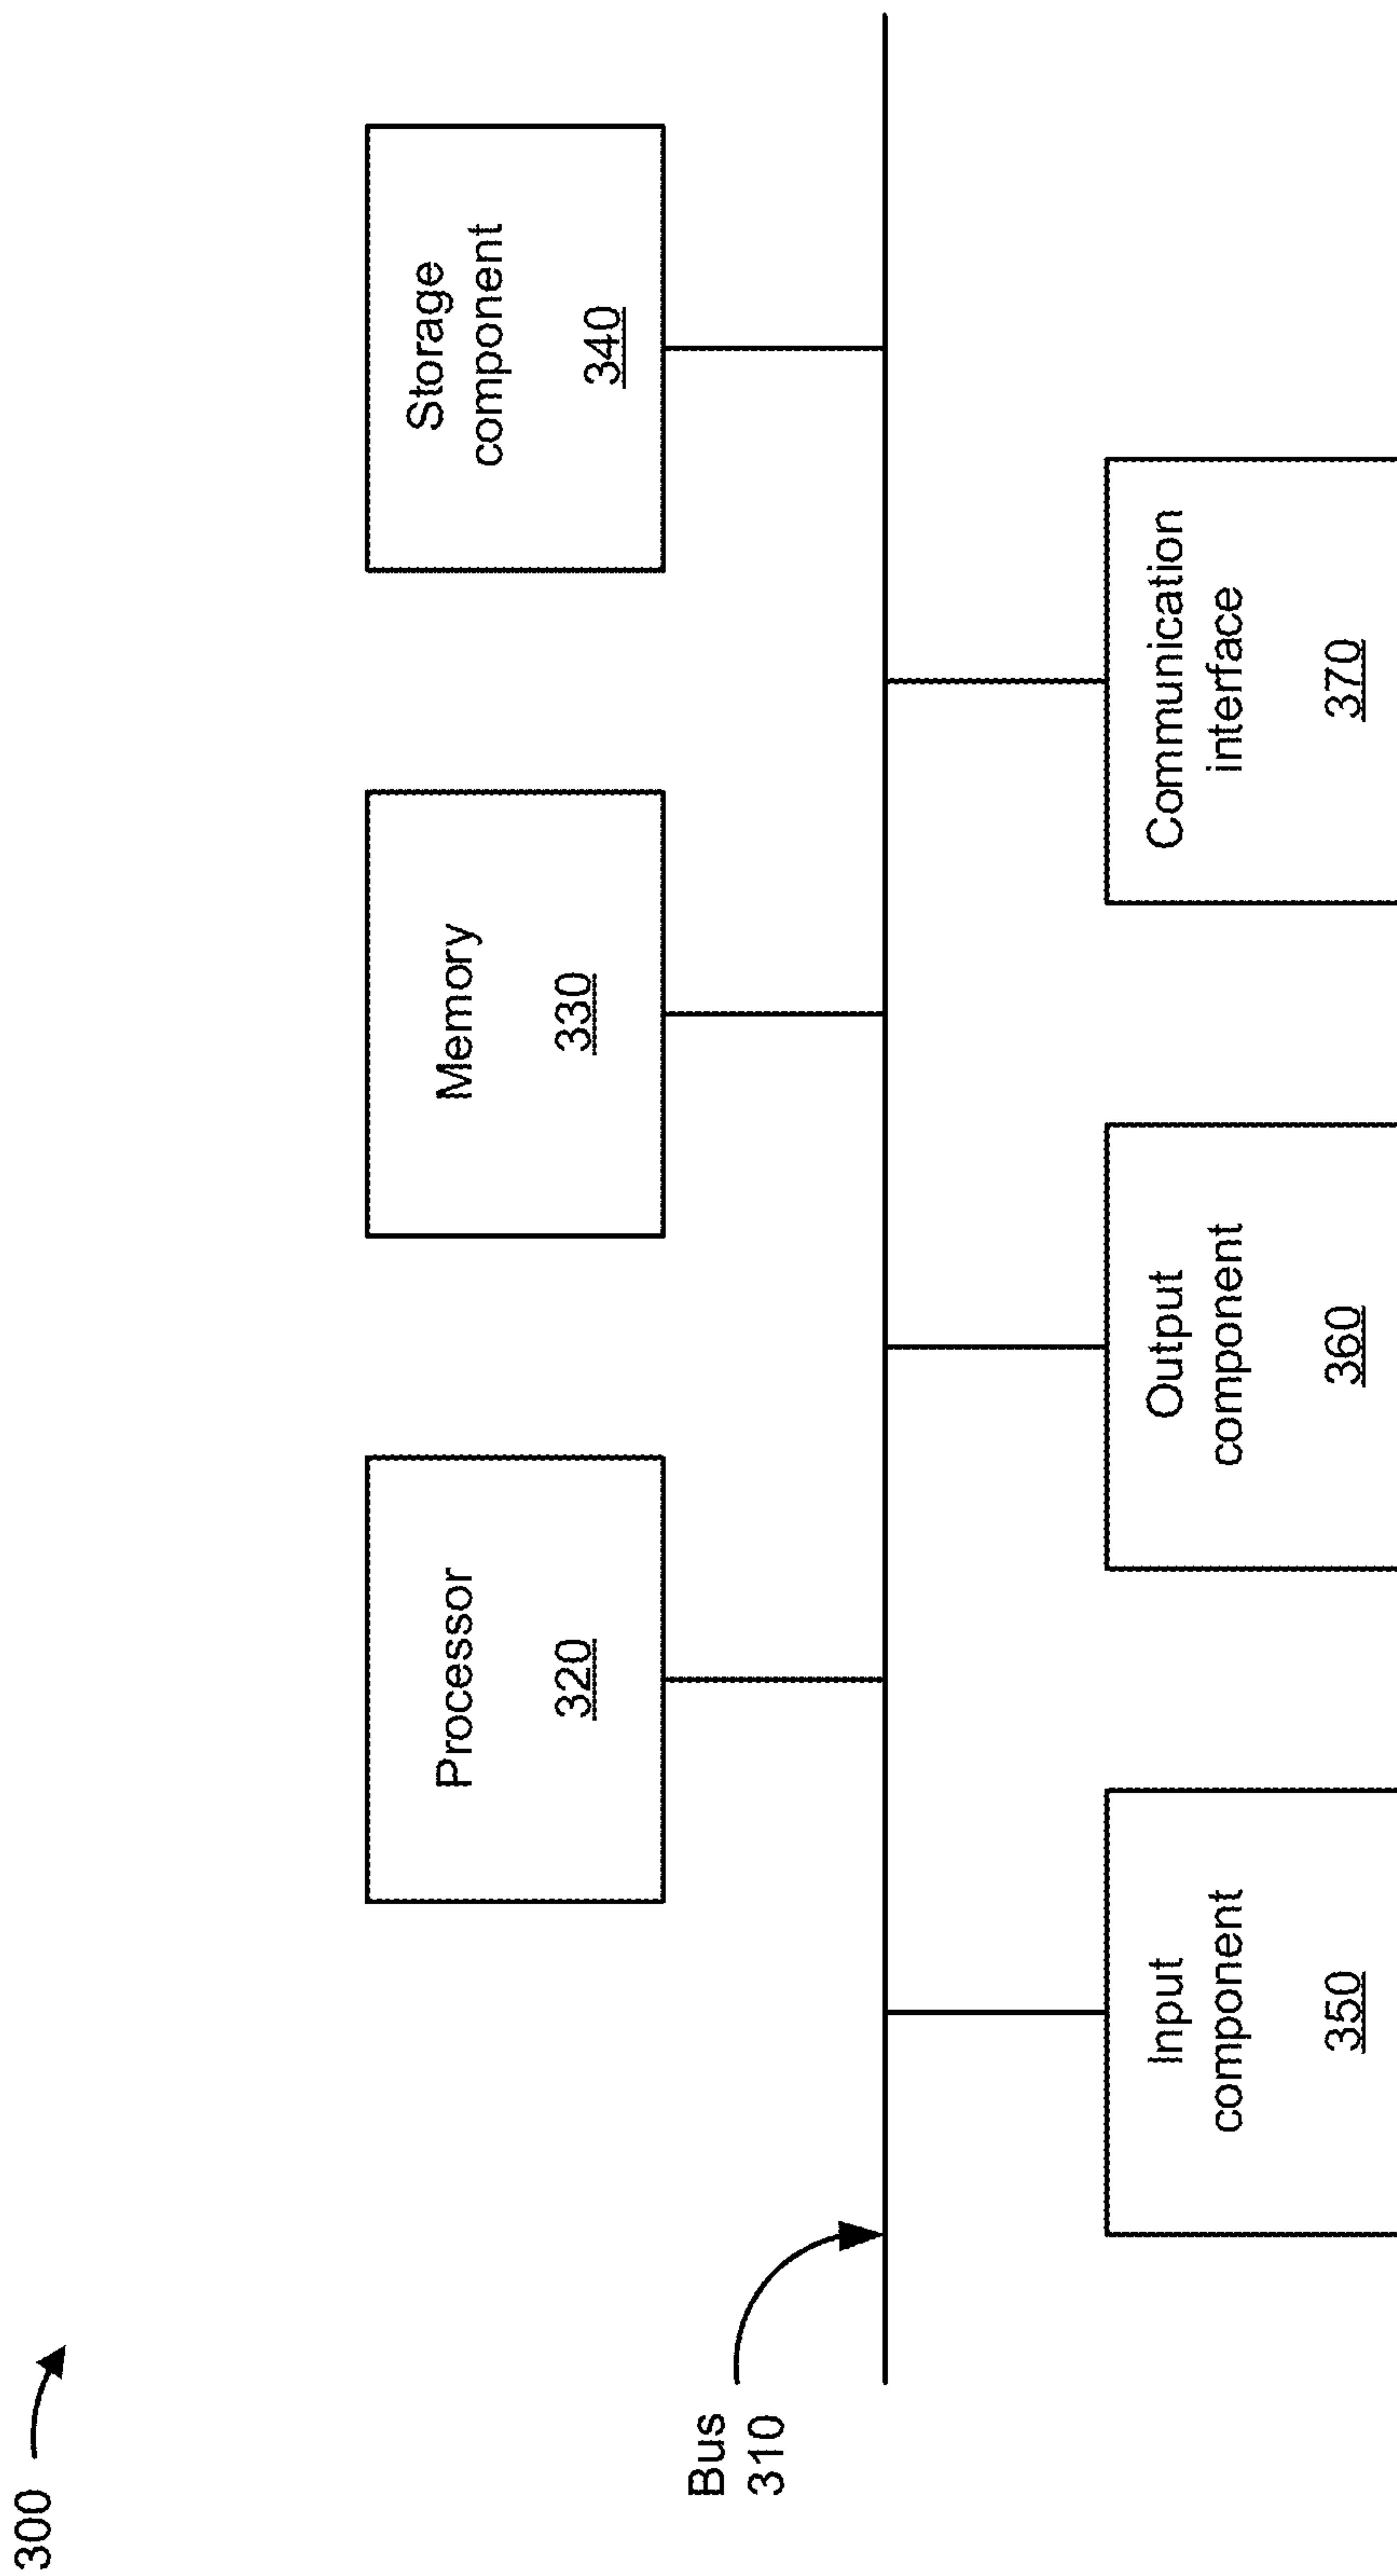 300
Processor
320
Memory
330
Storage
component
340
Bus
310
Input
component
350
Output
component
360
Communication
interface
370